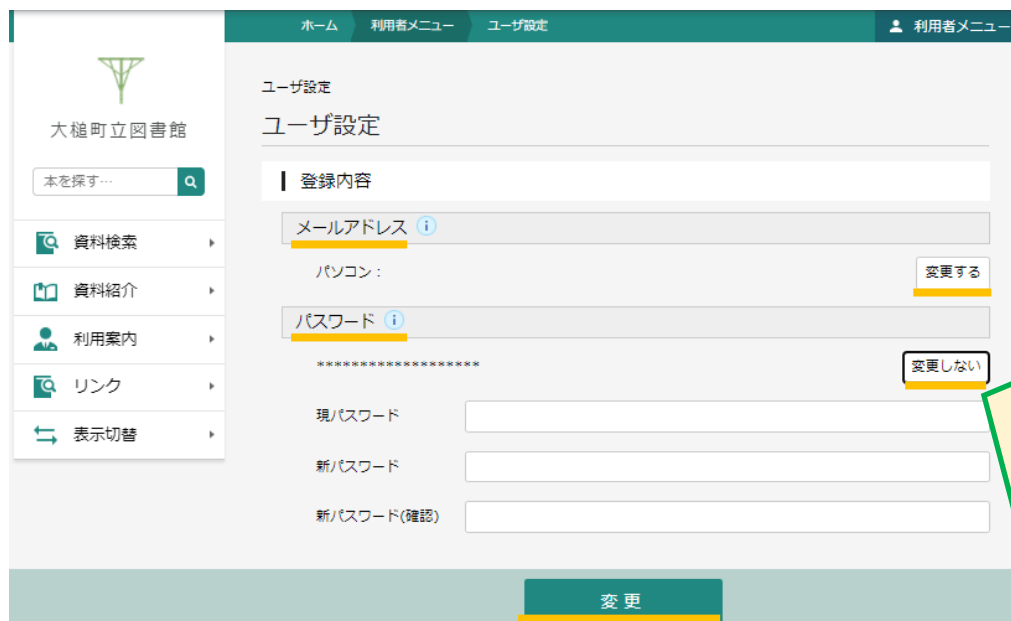 ホーム 利用者メニュー ユーザ設定 利用者メニュー
大槌町立図書館
本を探す…
資料検索
資料紹介
利用案内
リンク
表示切替
ユーザ設定
ユーザ設定
登録内容
メールアドレス
パソコン：
変更する
パスワード
*******************
変更しない
現パスワード
新パスワード
新パスワード(確認)
変更